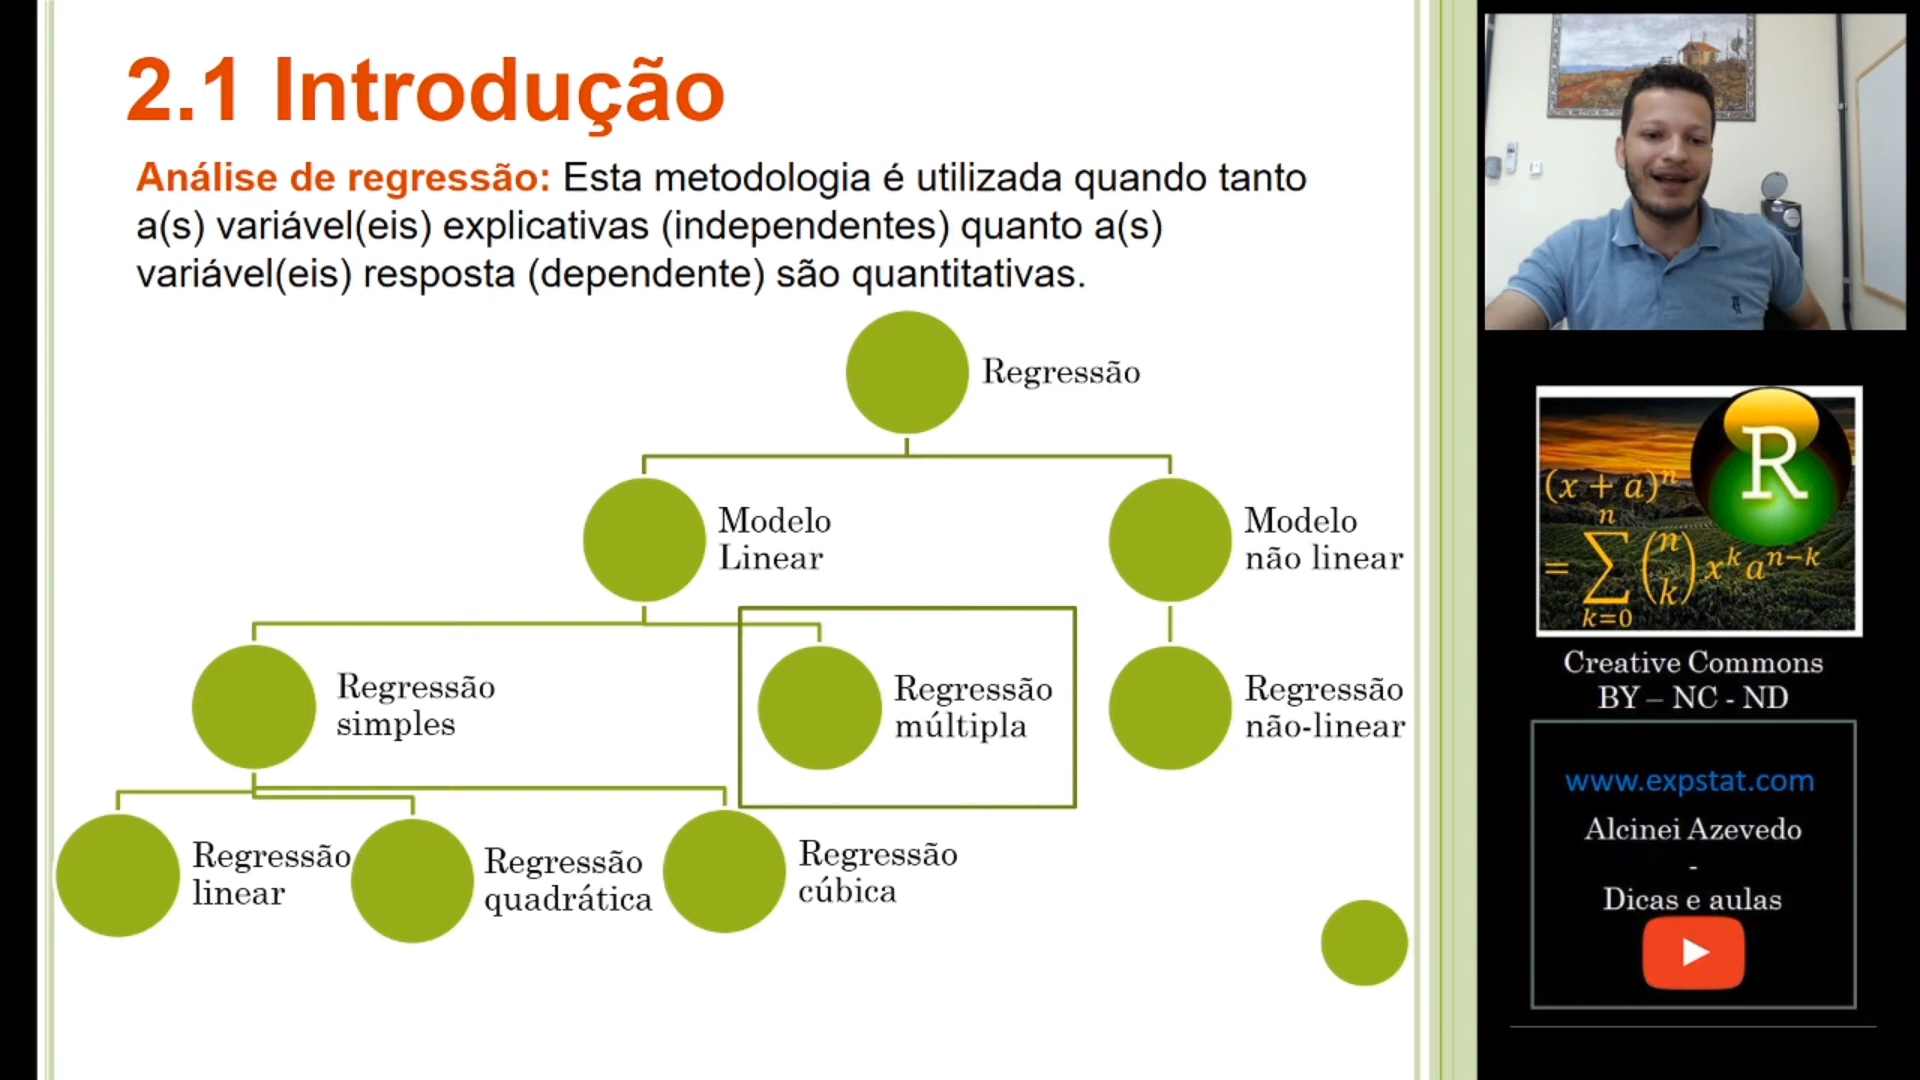 2.1 Introdução
Análise de regressão: Esta metodologia é utilizada quando tanto
a(s) variável(eis) explicativas (independentes) quanto a(s)
variável(eis) resposta (dependente) são quantitativas.
Regressão
Modelo
Linear
Modelo
não linear
Regressão
simples
Regressão
múltipla
Regressão
não-linear
Regressão
linear
Regressão
quadrática
Regressão
cúbica
R
(x + a)^n
= ∑_{k=0}^{n} (n k) x^k a^{n−k}
Creative Commons
BY – NC - ND
www.expstat.com
Alcinei Azevedo
-
Dicas e aulas